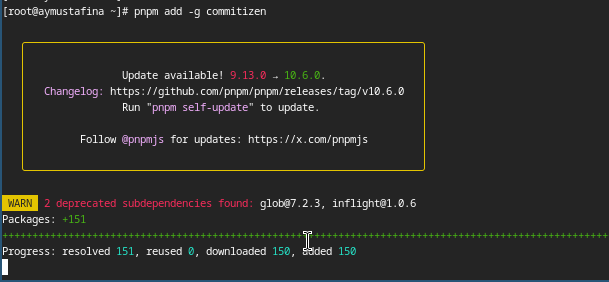 [root@aymustafina ~]# pnpm add -g commitizen
Update available! 9.13.0 → 10.6.0.
Changelog: https://github.com/pnpm/pnpm/releases/tag/v10.6.0
Run "pnpm self-update" to update.
Follow @pnpmjs for updates: https://x.com/pnpmjs
WARN 2 deprecated subdependencies found: glob@7.2.3, inflight@1.0.6
Packages: +151
+++++++++++++++++++++++++++++++++++++++++++++++++++++++++++++++++++++++++++++++++++++++++++++++++++++
Progress: resolved 151, reused 0, downloaded 150, added 150